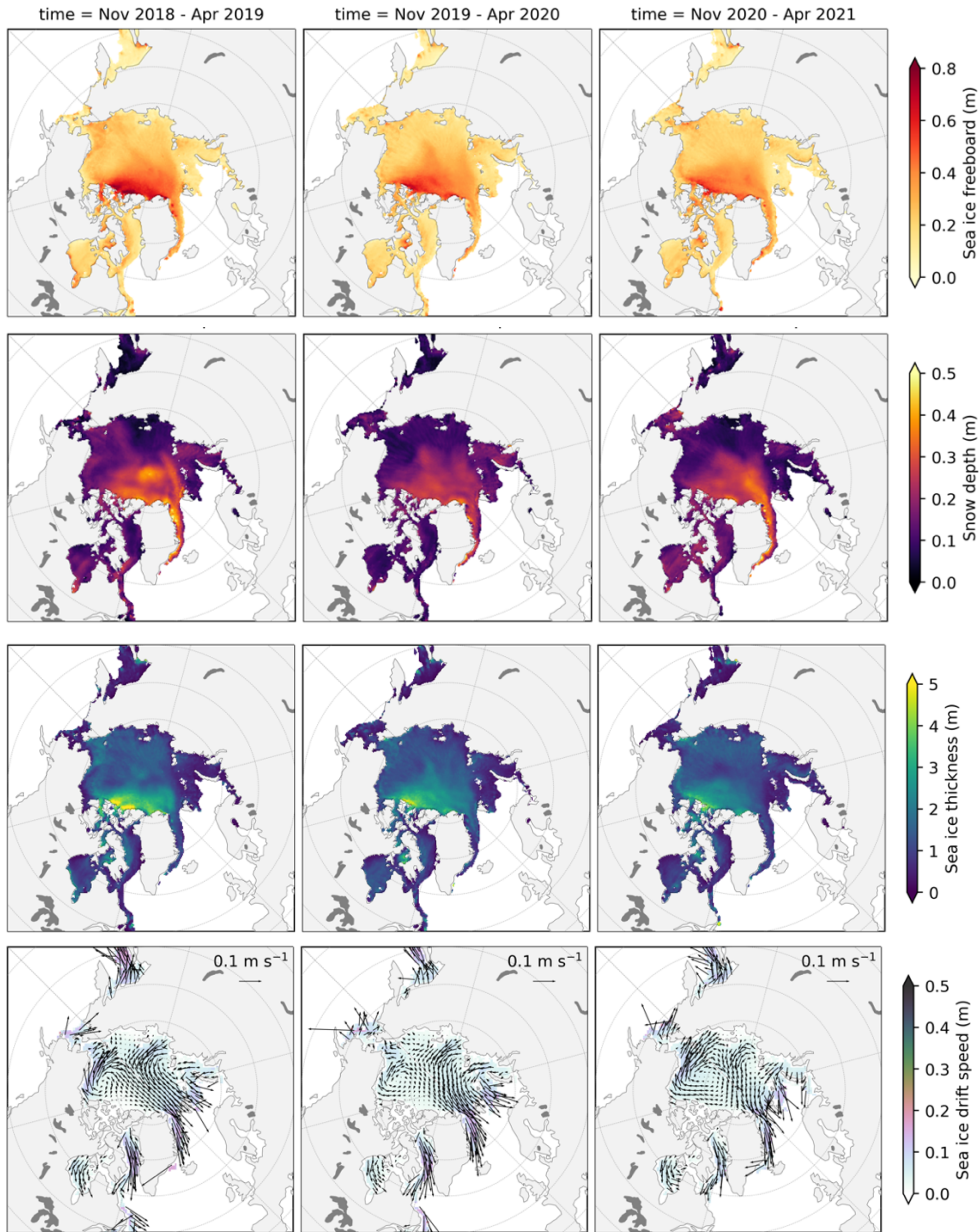 time = Nov 2018 - Apr 2019
time = Nov 2019 - Apr 2020
time = Nov 2020 - Apr 2021
0.8
0.6
0.4
0.2
0.0
Sea ice freeboard (m)
0.5
0.4
0.3
0.2
0.1
0.0
Snow depth (m)
5
4
3
2
1
0
Sea ice thickness (m)
0.1 m s⁻¹
0.1 m s⁻¹
0.1 m s⁻¹
0.5
0.4
0.3
0.2
0.1
0.0
Sea ice drift speed (m)